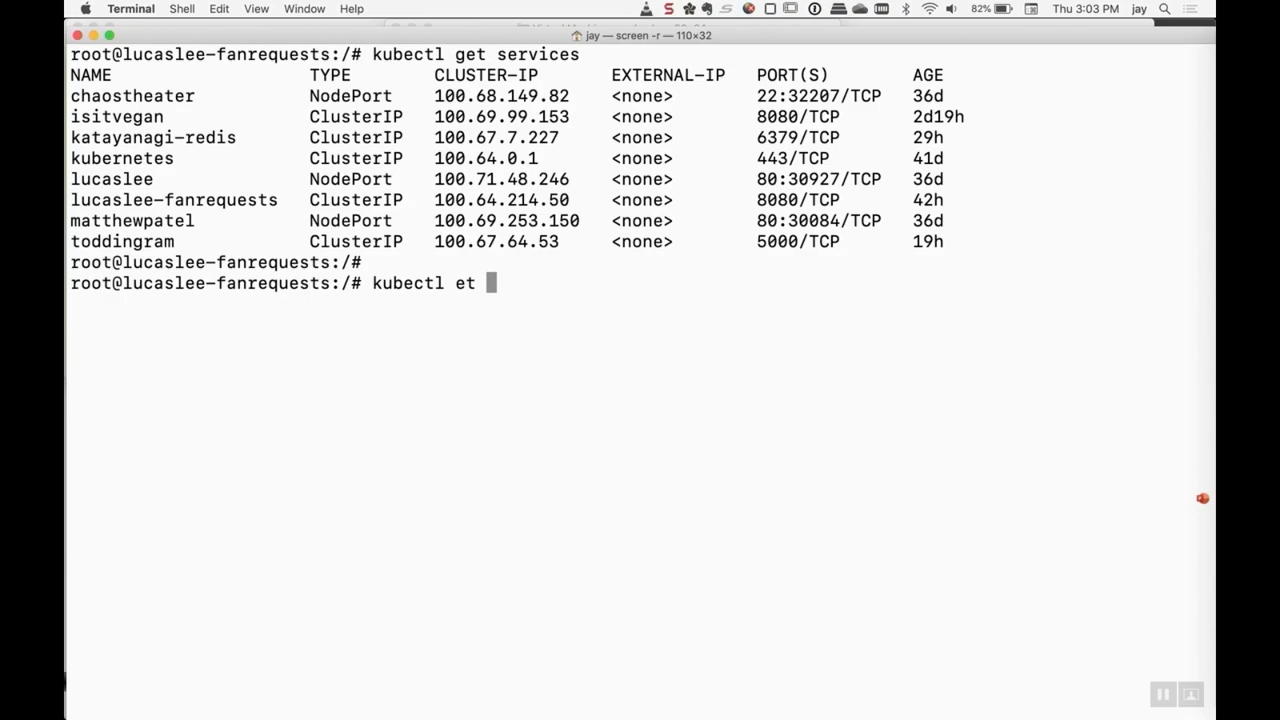 Terminal Shell Edit View Window Help 82% Thu 3:03 PM jay
jay — screen -r — 110×32
root@lucaslee-fanrequests:/# kubectl get services
NAME TYPE CLUSTER-IP EXTERNAL-IP PORT(S) AGE
chaostheater NodePort 100.68.149.82 <none> 22:32207/TCP 36d
isitvegan ClusterIP 100.69.99.153 <none> 8080/TCP 2d19h
katayanagi-redis ClusterIP 100.67.7.227 <none> 6379/TCP 29h
kubernetes ClusterIP 100.64.0.1 <none> 443/TCP 41d
lucaslee NodePort 100.71.48.246 <none> 80:30927/TCP 36d
lucaslee-fanrequests ClusterIP 100.64.214.50 <none> 8080/TCP 42h
matthewpatel NodePort 100.69.253.150 <none> 80:30084/TCP 36d
toddingram ClusterIP 100.67.64.53 <none> 5000/TCP 19h
root@lucaslee-fanrequests:/#
root@lucaslee-fanrequests:/# kubectl et